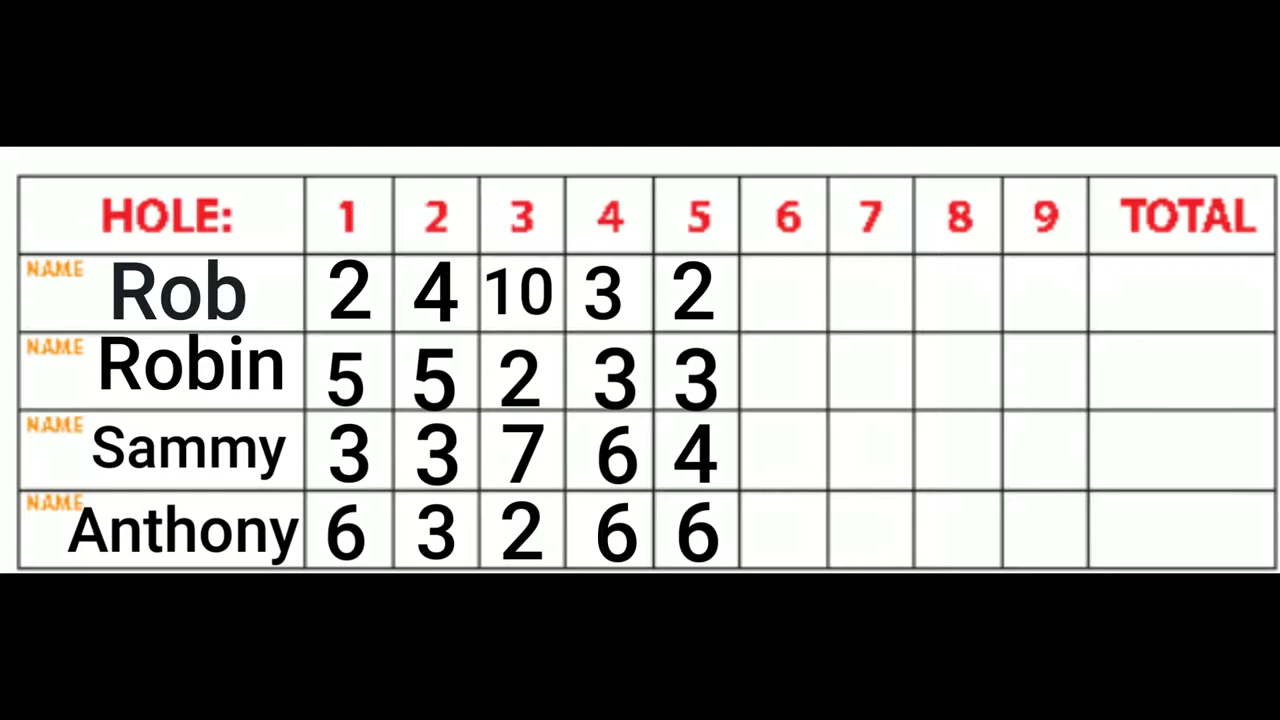 HOLE: 1 2 3 4 5 6 7 8 9 TOTAL
NAME Rob 2 4 10 3 2
NAME Robin 5 5 2 3 3
NAME Sammy 3 3 7 6 4
NAME Anthony 6 3 2 6 6